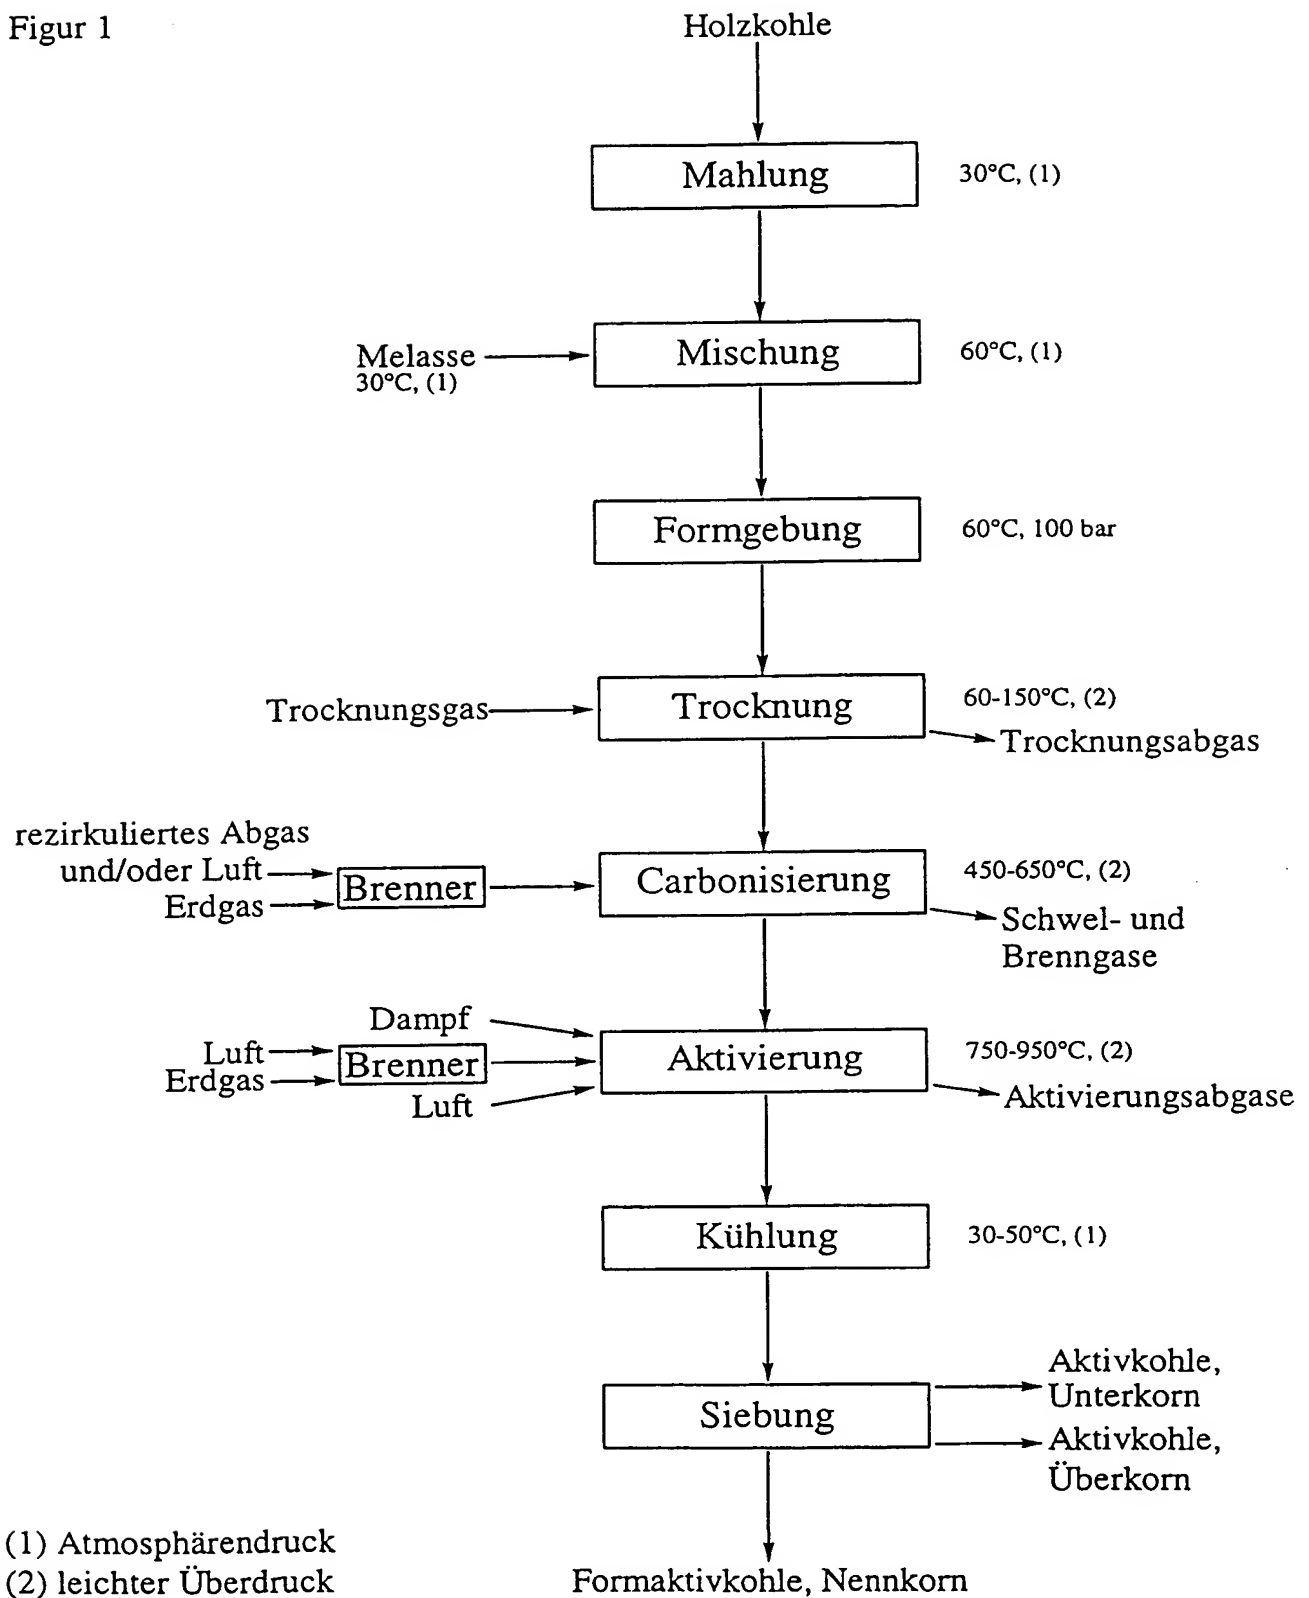 Figur 1
Holzkohle
Mahlung
30°C, (1)
Melasse
30°C, (1)
Mischung
60°C, (1)
Formgebung
60°C, 100 bar
Trocknungsgas
Trocknung
60-150°C, (2)
Trocknungsabgas
rezirkuliertes Abgas
und/oder Luft
Erdgas
Brenner
Carbonisierung
450-650°C, (2)
Schwel- und
Brenngase
Dampf
Luft
Erdgas
Brenner
Luft
Aktivierung
750-950°C, (2)
Aktivierungsabgase
Kühlung
30-50°C, (1)
Siebung
Aktivkohle,
Unterkorn
Aktivkohle,
Überkorn
(1) Atmosphärendruck
(2) leichter Überdruck
Formaktivkohle, Nennkorn